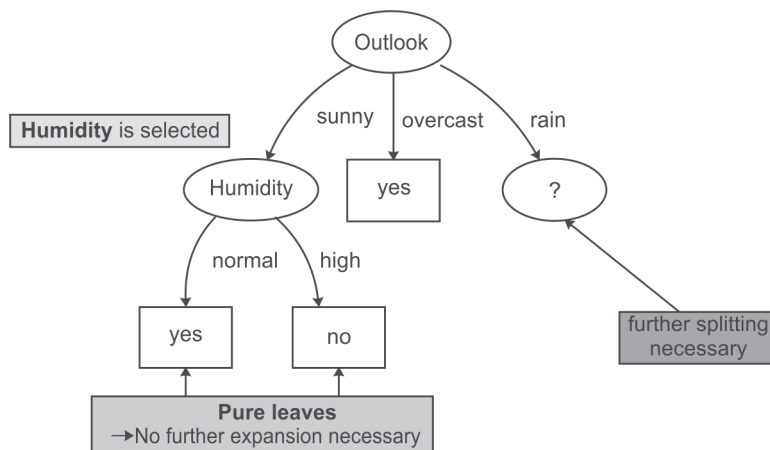 Outlook
sunny
overcast
rain
Humidity is selected
Humidity
yes
?
normal
high
yes
no
further splitting
necessary
Pure leaves
→No further expansion necessary